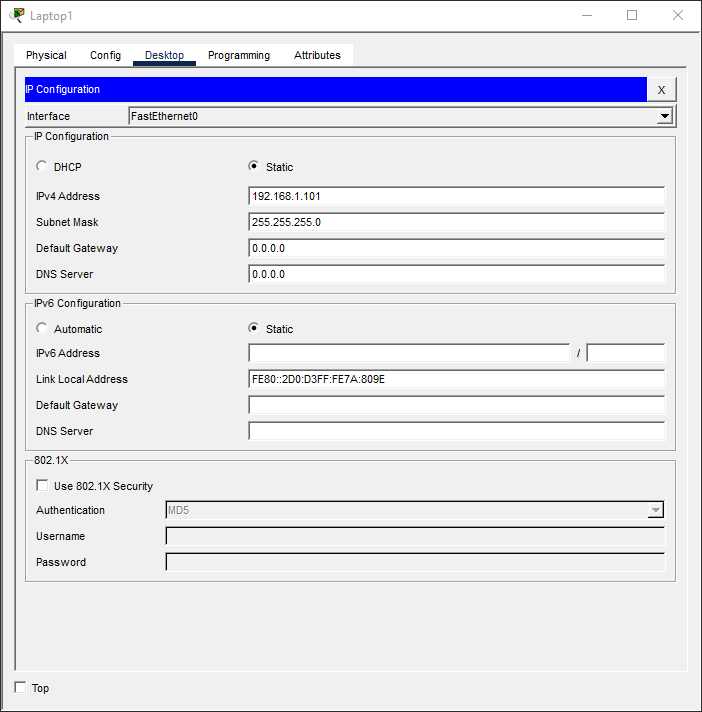 Laptop1
Physical Config Desktop Programming Attributes
IP Configuration X
Interface FastEthernet0
IP Configuration
DHCP Static
IPv4 Address 192.168.1.101
Subnet Mask 255.255.255.0
Default Gateway 0.0.0.0
DNS Server 0.0.0.0
IPv6 Configuration
Automatic Static
IPv6 Address /
Link Local Address FE80::2D0:D3FF:FE7A:809E
Default Gateway
DNS Server
802.1X
Use 802.1X Security
Authentication MD5
Username
Password
Top